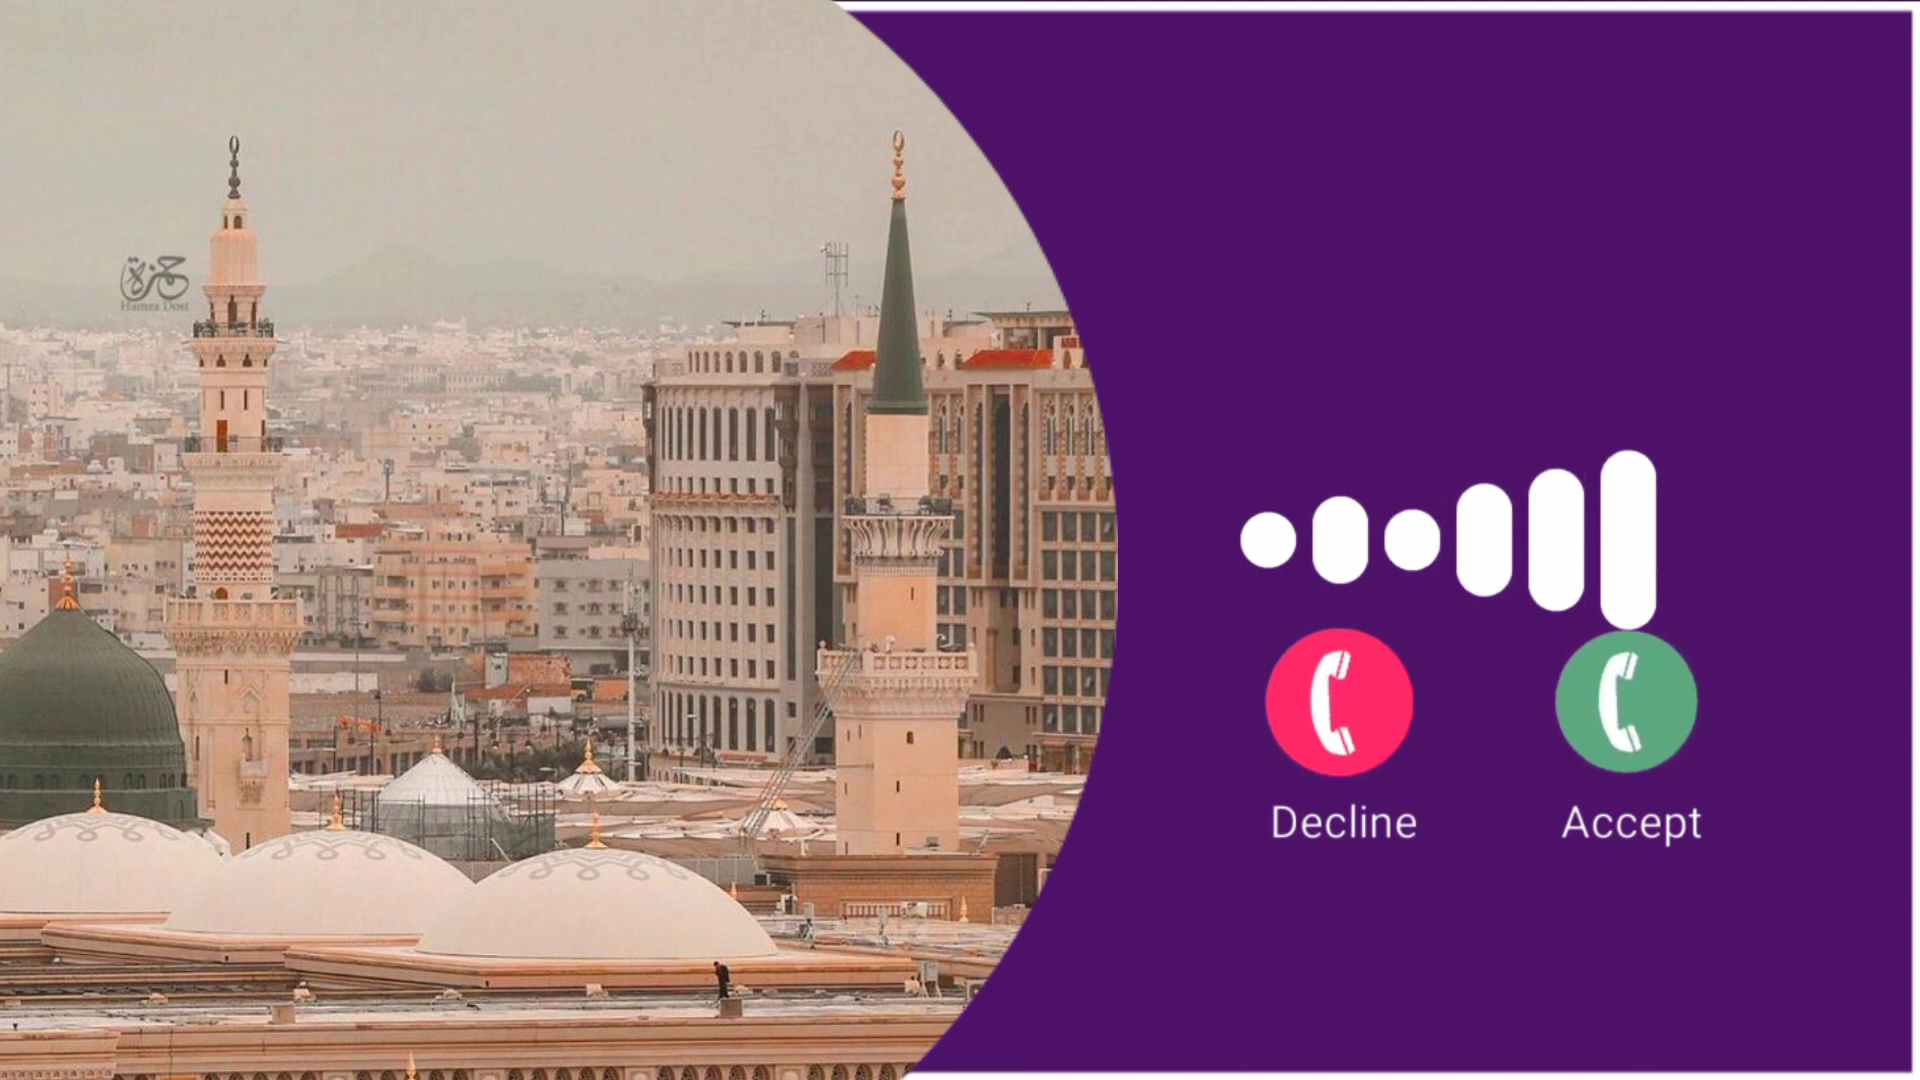 حمزة
Hamza Dost
Decline
Accept